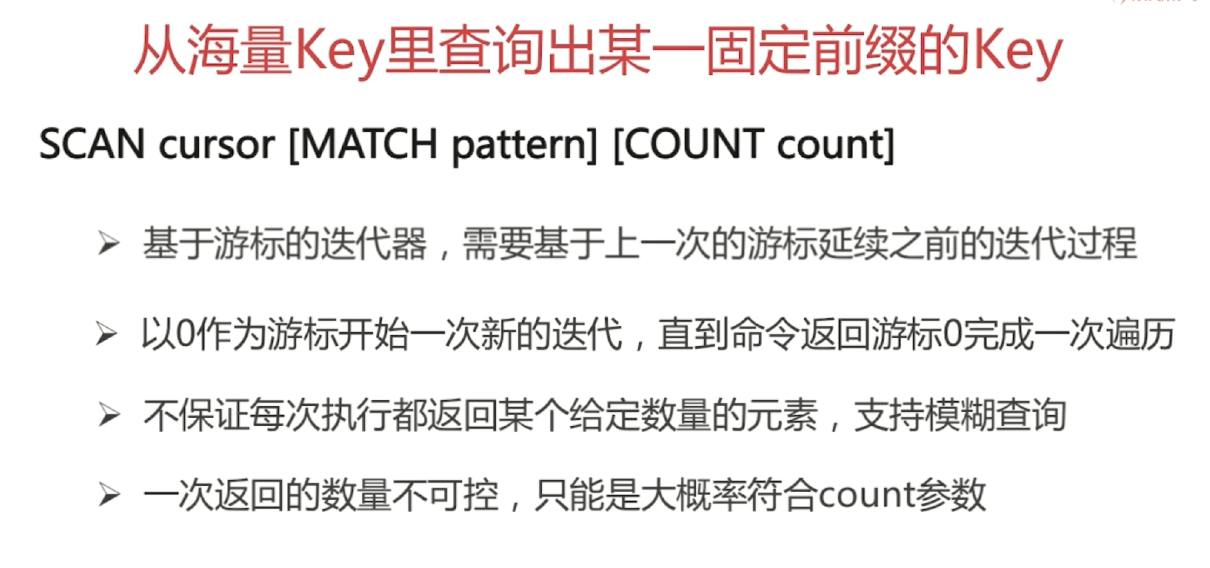 从海量Key里查询出某一固定前缀的Key
SCAN cursor [MATCH pattern] [COUNT count]
➢ 基于游标的迭代器，需要基于上一次的游标延续之前的迭代过程
➢ 以0作为游标开始一次新的迭代，直到命令返回游标0完成一次遍历
➢ 不保证每次执行都返回某个给定数量的元素，支持模糊查询
➢ 一次返回的数量不可控，只能是大概率符合count参数